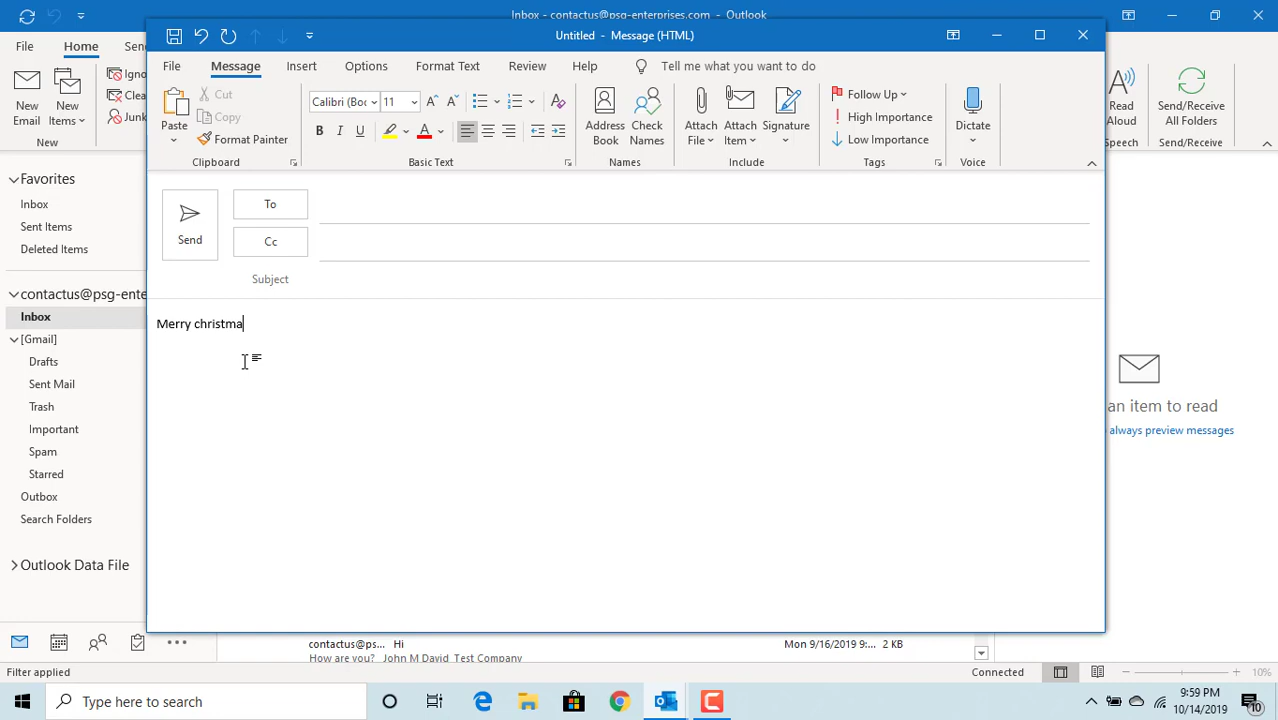 Inbox - contactus@psg-enterprises.com - Outlook
Untitled - Message (HTML)
File Home Sen
File Message Insert Options Format Text Review Help Tell me what you want to do
New Email
New Items
Igno
Clea
Junk
New
Paste
Cut
Copy
Format Painter
Clipboard
Calibri (Boc 11
B I U A
Basic Text
Address Book
Check Names
Names
Attach File
Attach Item
Signature
Include
Follow Up
High Importance
Low Importance
Tags
Dictate
Voice
Read Aloud
Speech
Send/Receive All Folders
Send/Receive
Favorites
Inbox
Sent Items
Deleted Items
contactus@psg-ente
Inbox
[Gmail]
Drafts
Sent Mail
Trash
Important
Spam
Starred
Outbox
Search Folders
Outlook Data File
Send
To
Cc
Subject
Merry christma
an item to read
always preview messages
contactus@ps... Hi Mon 9/16/2019 9:... 2 KB
How are you? John M David Test Company
Filter applied
Connected
10%
Type here to search
9:59 PM
10/14/2019
10